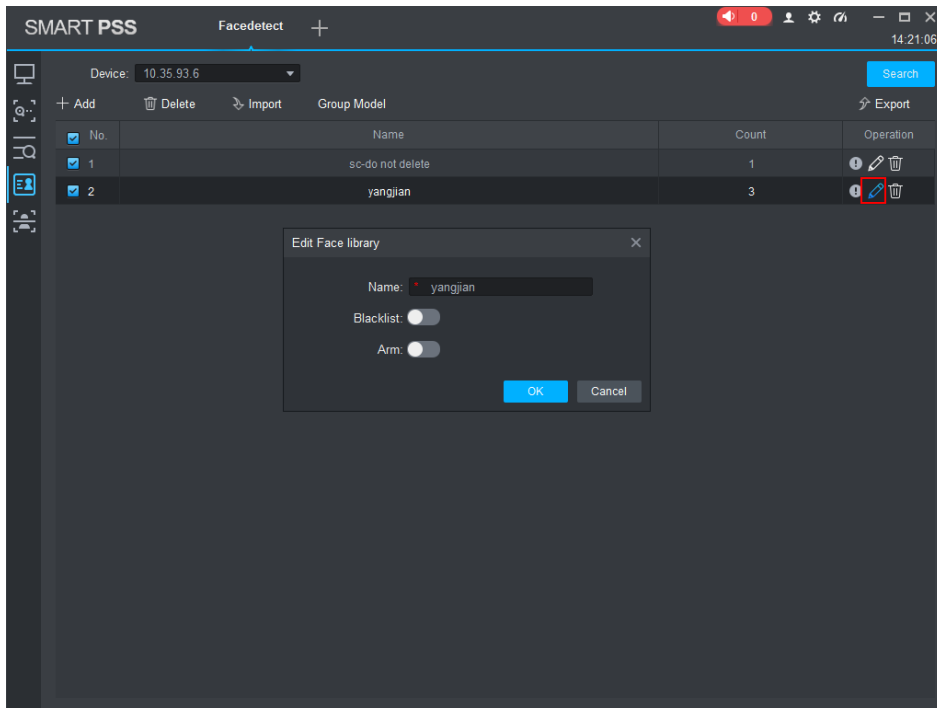 SMART PSS Facedetect 0
14:21:06
Device: 10.35.93.6 Search
Add Delete Import Group Model Export
No. Name Count Operation
1 sc-do not delete 1
2 yangjian 3
Edit Face library
Name: * yangjian
Blacklist:
Arm:
OK Cancel